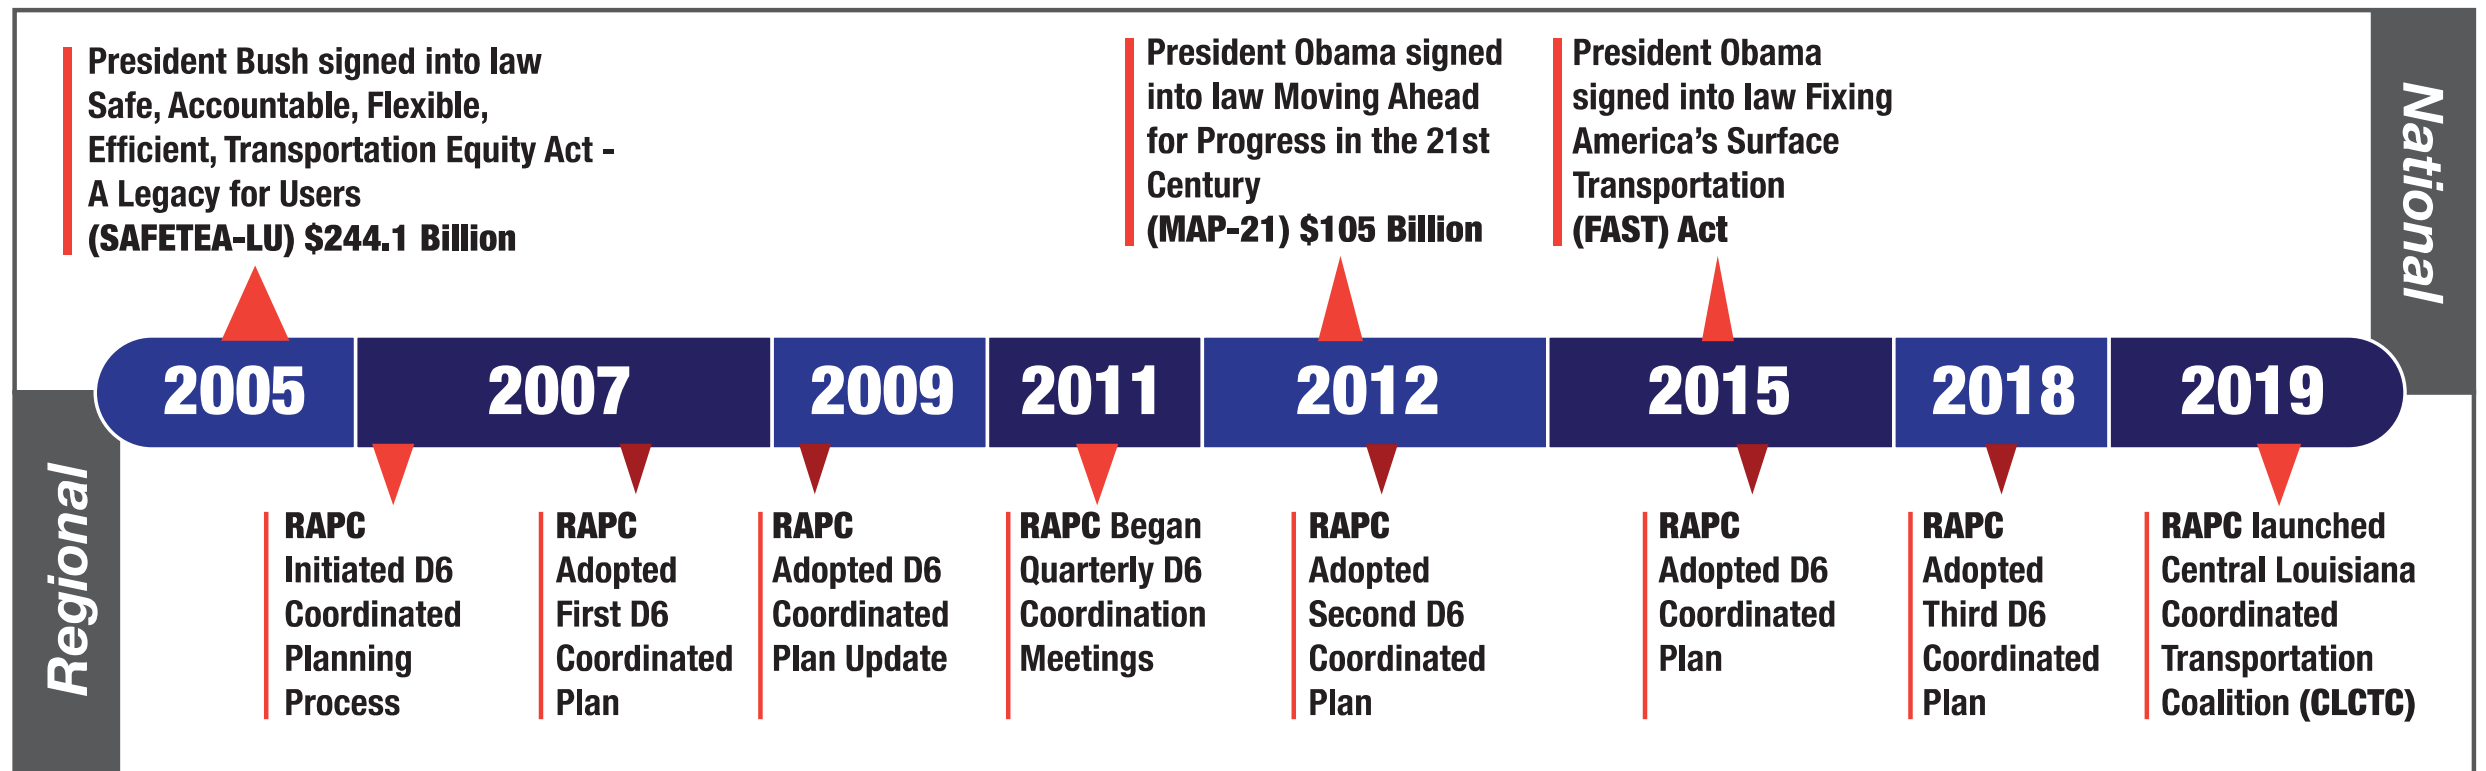 President Bush signed into law
Safe, Accountable, Flexible,
Efficient, Transportation Equity Act -
A Legacy for Users
(SAFETEA-LU) $244.1 Billion
President Obama signed
into law Moving Ahead
for Progress in the 21st
Century
(MAP-21) $105 Billion
President Obama
signed into law Fixing
America's Surface
Transportation
(FAST) Act
National
2005
2007
2009
2011
2012
2015
2018
2019
Regional
RAPC
Initiated D6
Coordinated
Planning
Process
RAPC
Adopted
First D6
Coordinated
Plan
RAPC
Adopted D6
Coordinated
Plan Update
RAPC Began
Quarterly D6
Coordination
Meetings
RAPC
Adopted
Second D6
Coordinated
Plan
RAPC
Adopted D6
Coordinated
Plan
RAPC
Adopted
Third D6
Coordinated
Plan
RAPC launched
Central Louisiana
Coordinated
Transportation
Coalition (CLCTC)